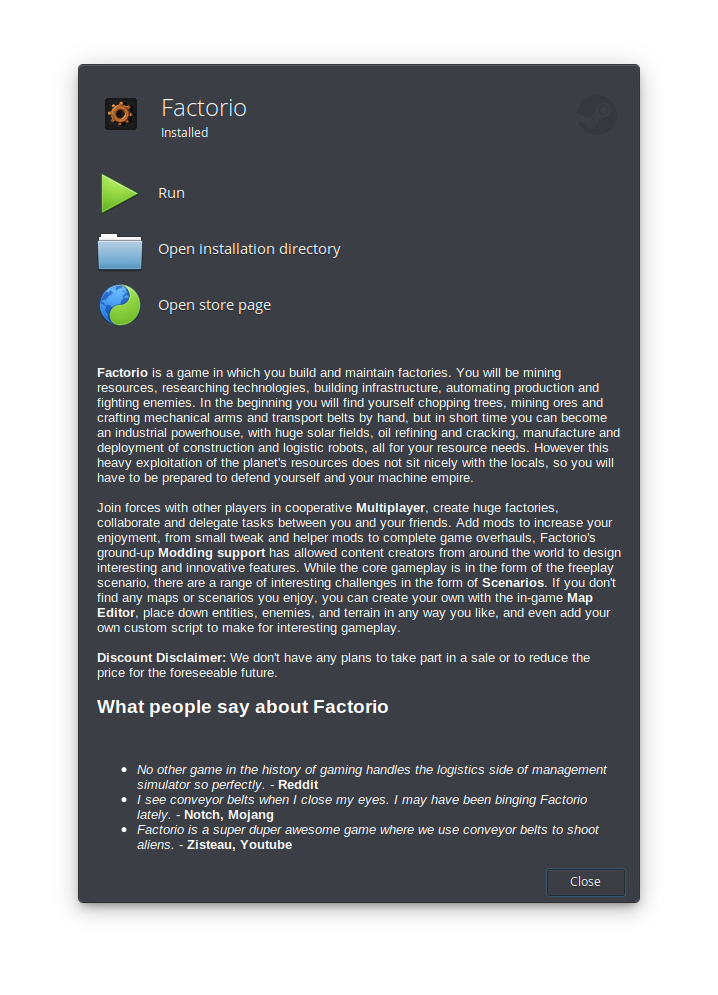 Factorio
Installed
Run
Open installation directory
Open store page
Factorio is a game in which you build and maintain factories. You will be mining
resources, researching technologies, building infrastructure, automating production and
fighting enemies. In the beginning you will find yourself chopping trees, mining ores and
crafting mechanical arms and transport belts by hand, but in short time you can become
an industrial powerhouse, with huge solar fields, oil refining and cracking, manufacture and
deployment of construction and logistic robots, all for your resource needs. However this
heavy exploitation of the planet's resources does not sit nicely with the locals, so you will
have to be prepared to defend yourself and your machine empire.
Join forces with other players in cooperative Multiplayer, create huge factories,
collaborate and delegate tasks between you and your friends. Add mods to increase your
enjoyment, from small tweak and helper mods to complete game overhauls, Factorio's
ground-up Modding support has allowed content creators from around the world to design
interesting and innovative features. While the core gameplay is in the form of the freeplay
scenario, there are a range of interesting challenges in the form of Scenarios. If you don't
find any maps or scenarios you enjoy, you can create your own with the in-game Map
Editor, place down entities, enemies, and terrain in any way you like, and even add your
own custom script to make for interesting gameplay.
Discount Disclaimer: We don't have any plans to take part in a sale or to reduce the
price for the foreseeable future.
What people say about Factorio
• No other game in the history of gaming handles the logistics side of management
simulator so perfectly. - Reddit
• I see conveyor belts when I close my eyes. I may have been binging Factorio
lately. - Notch, Mojang
• Factorio is a super duper awesome game where we use conveyor belts to shoot
aliens. - Zisteau, Youtube
Close